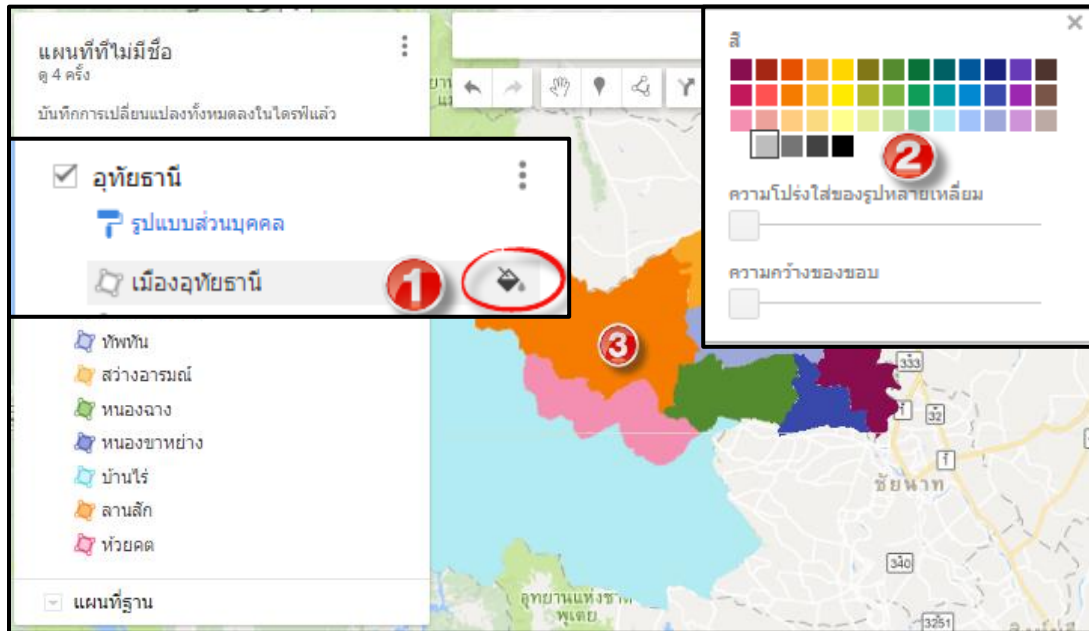 แผนที่ที่ไม่มีชื่อ
ดู 4 ครั้ง
บันทึกการเปลี่ยนแปลงทั้งหมดลงในไดรฟ์แล้ว
อุทัยธานี
รูปแบบส่วนบุคคล
เมืองอุทัยธานี
1
ทัพทัน
สว่างอารมณ์
หนองฉาง
หนองขาหย่าง
บ้านไร่
ลานสัก
ห้วยคต
แผนที่ฐาน
สี
2
ความโปร่งใสของรูปหลายเหลี่ยม
ความกว้างของขอบ
3
333
1
32
1
ชัยนาท
340
อุทยานแห่งชาติ
พุเตย
3251